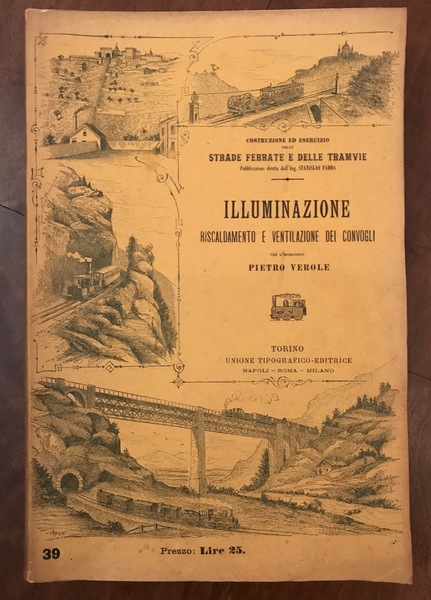 COSTRUZIONE ED ESERCIZIO
DELLE
STRADE FERRATE E DELLE TRAMVIE
Pubblicazione diretta dall'Ing. STANISLAO FADDA
ILLUMINAZIONE
RISCALDAMENTO E VENTILAZIONE DEI CONVOGLI
PER L'INGEGNERE
PIETRO VEROLE
TORINO
UNIONE TIPOGRAFICO-EDITRICE
NAPOLI - ROMA - MILANO
39
Prezzo: Lire 25.